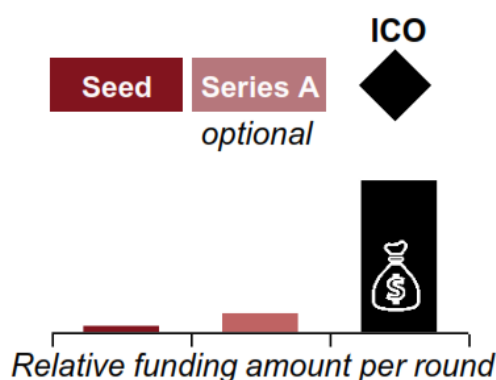 ICO
Seed
Series A
optional
$
Relative funding amount per round